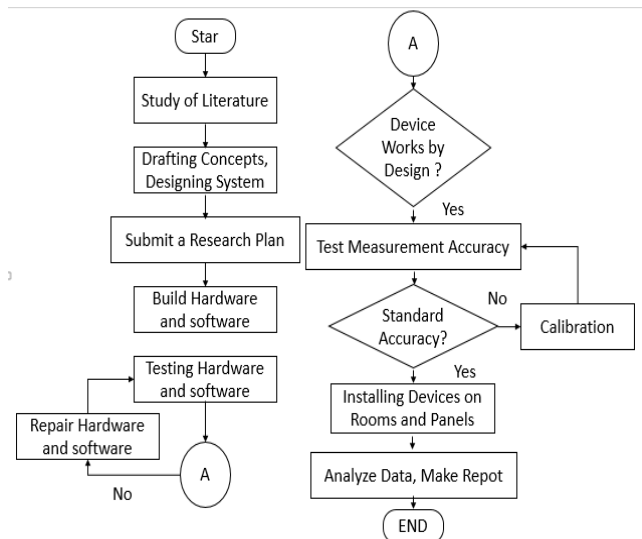 Star
Study of Literature
Drafting Concepts,
Designing System
Submit a Research Plan
Build Hardware
and software
Testing Hardware
and software
Repair Hardware
and software
A
No
A
Device
Works by
Design ?
Yes
Test Measurement Accuracy
Standard
Accuracy?
No
Calibration
Yes
Installing Devices on
Rooms and Panels
Analyze Data, Make Repot
END